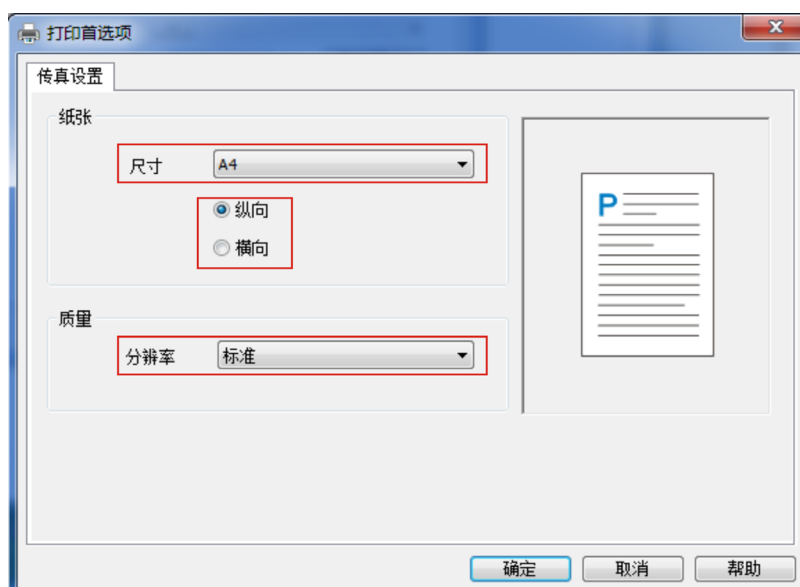 打印首选项
传真设置
纸张
尺寸 A4
纵向
横向
质量
分辨率 标准
P
确定 取消 帮助